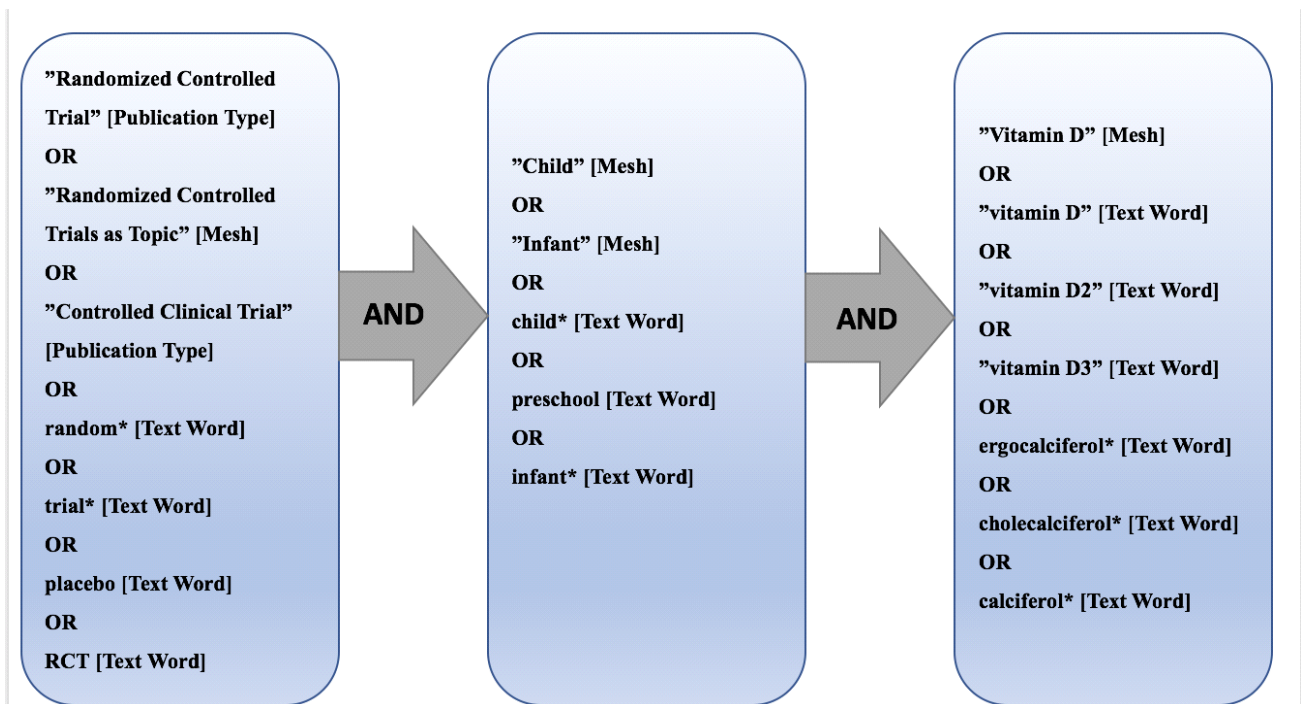 ”Randomized Controlled
Trial” [Publication Type]
OR
”Randomized Controlled
Trials as Topic” [Mesh]
OR
”Controlled Clinical Trial”
[Publication Type]
OR
random* [Text Word]
OR
trial* [Text Word]
OR
placebo [Text Word]
OR
RCT [Text Word]
AND
”Child” [Mesh]
OR
”Infant” [Mesh]
OR
child* [Text Word]
OR
preschool [Text Word]
OR
infant* [Text Word]
AND
”Vitamin D” [Mesh]
OR
”vitamin D” [Text Word]
OR
”vitamin D2” [Text Word]
OR
”vitamin D3” [Text Word]
OR
ergocalciferol* [Text Word]
OR
cholecalciferol* [Text Word]
OR
calciferol* [Text Word]